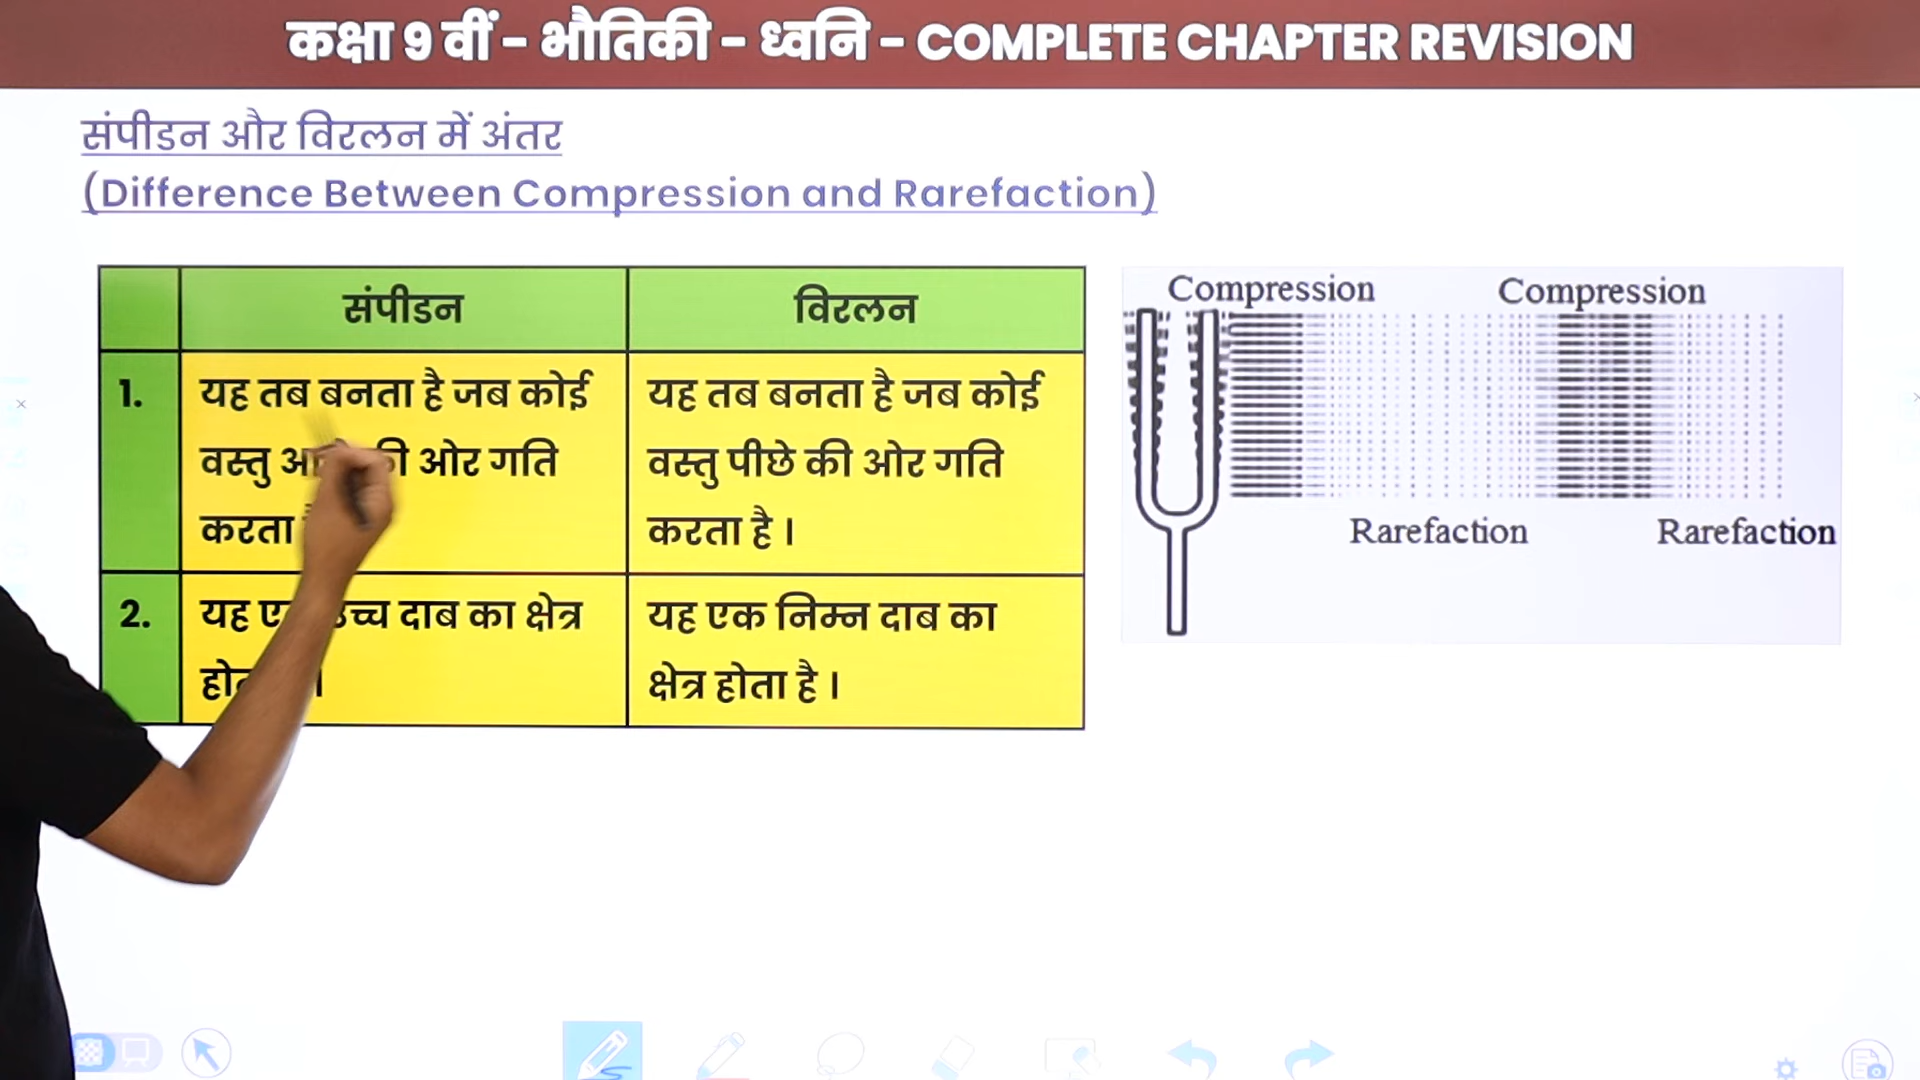 कक्षा 9 वीं - भौतिकी - ध्वनि - COMPLETE CHAPTER REVISION
संपीडन और विरलन में अंतर
(Difference Between Compression and Rarefaction)
संपीडन
विरलन
1.
यह तब बनता है जब कोई
वस्तु की ओर गति
करता
यह तब बनता है जब कोई
वस्तु पीछे की ओर गति
करता है ।
2.
यह दाब का क्षेत्र
।
यह एक निम्न दाब का
क्षेत्र होता है ।
Compression
Compression
Rarefaction
Rarefaction